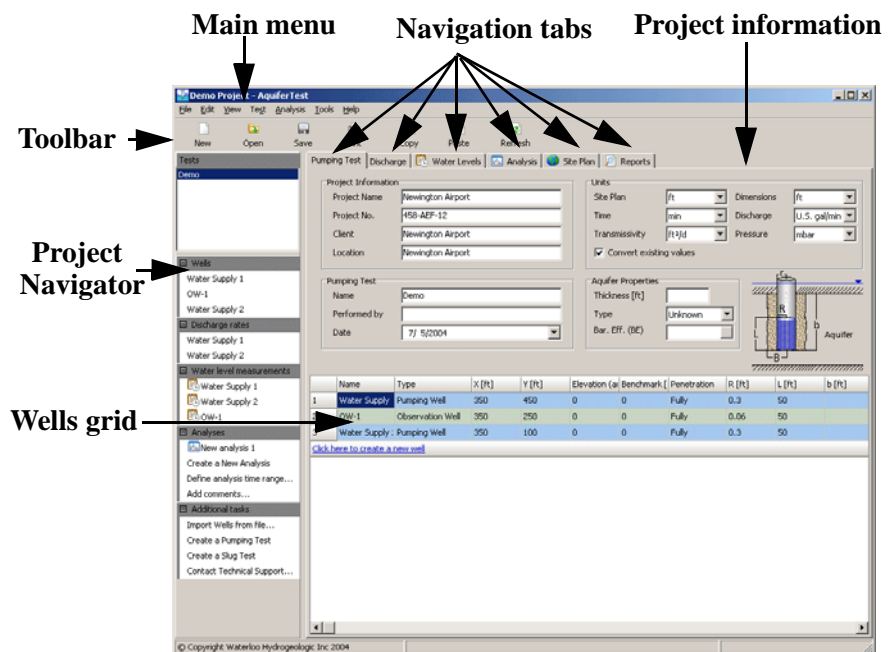 Main menu
Navigation tabs
Project information
Toolbar
Project Navigator
Wells grid
Demo Project - AquiferTest
File Edit View Test Analysis Tools Help
New Open Save Copy Paste Refresh
Tests
Demo
Wells
Water Supply 1
OW-1
Water Supply 2
Discharge rates
Water Supply 1
Water Supply 2
Water level measurements
Water Supply 1
Water Supply 2
OW-1
Analyses
New analysis 1
Create a New Analysis
Define analysis time range...
Add comments...
Additional tasks
Import Wells from file...
Create a Pumping Test
Create a Slug Test
Contact Technical Support...
Pumping Test Discharge Water Levels Analysis Site Plan Reports
Project Information
Project Name Newington Airport
Project No. 458-AEF-12
Client Newington Airport
Location Newington Airport
Units
Site Plan ft Dimensions ft
Time min Discharge U.S. gal/min
Transmissivity ft²/d Pressure mbar
Convert existing values
Pumping Test
Name Demo
Performed by
Date 7/ 5/2004
Aquifer Properties
Thickness [ft]
Type Unknown
Bar. Eff. (BE)
r R L b B Aquifer
Name Type X [ft] Y [ft] Elevation (a Benchmark [ Penetration R [ft] L [ft] b [ft]
1 Water Supply Pumping Well 350 450 0 0 Fully 0.3 50
2 OW-1 Observation Well 350 250 0 0 Fully 0.06 50
3 Water Supply Pumping Well 350 100 0 0 Fully 0.3 50
Click here to create a new well
© Copyright Waterloo Hydrogeologic Inc 2004